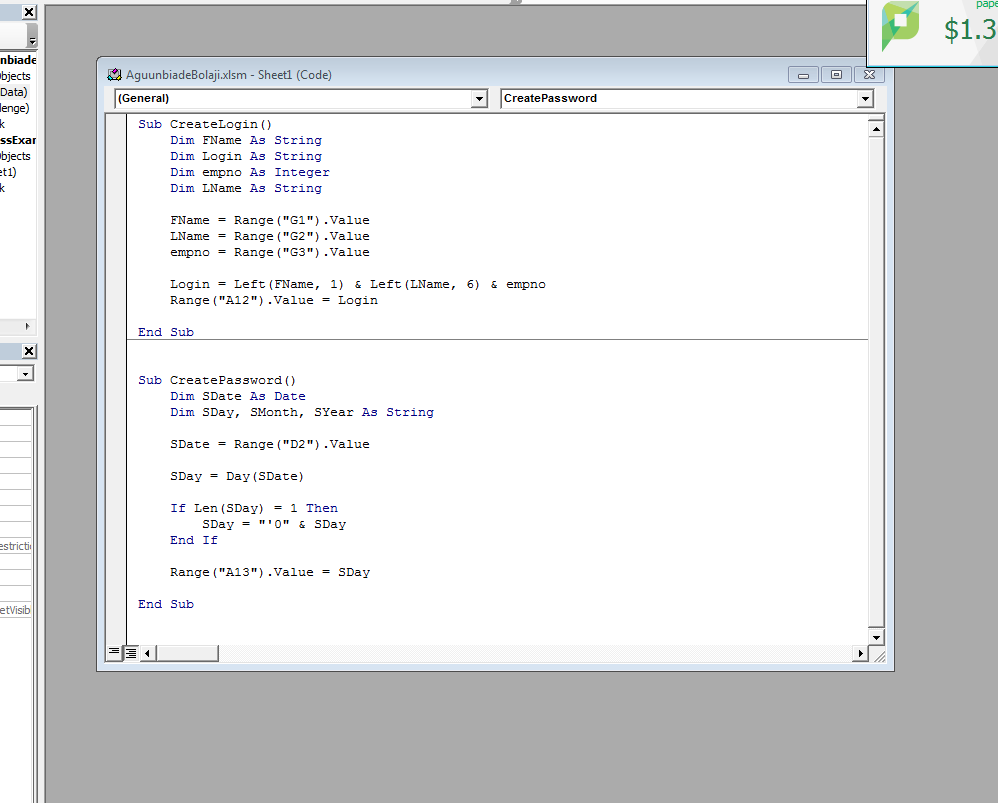 pape
$1.3
AguunbiadeBolaji.xlsm - Sheet1 (Code)
(General)
CreatePassword
nbiade
bjects
Data)
lenge)
k
ssExar
bjects
et1)
k
estricti
etVisib
Sub CreateLogin()
Dim FName As String
Dim Login As String
Dim empno As Integer
Dim LName As String
FName = Range("G1").Value
LName = Range("G2").Value
empno = Range("G3").Value
Login = Left(FName, 1) & Left(LName, 6) & empno
Range("A12").Value = Login
End Sub
Sub CreatePassword()
Dim SDate As Date
Dim SDay, SMonth, SYear As String
SDate = Range("D2").Value
SDay = Day(SDate)
If Len(SDay) = 1 Then
SDay = "'0" & SDay
End If
Range("A13").Value = SDay
End Sub